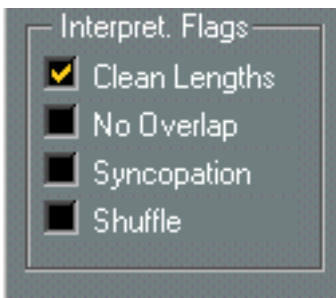 Interpret. Flags
Clean Lengths
No Overlap
Syncopation
Shuffle